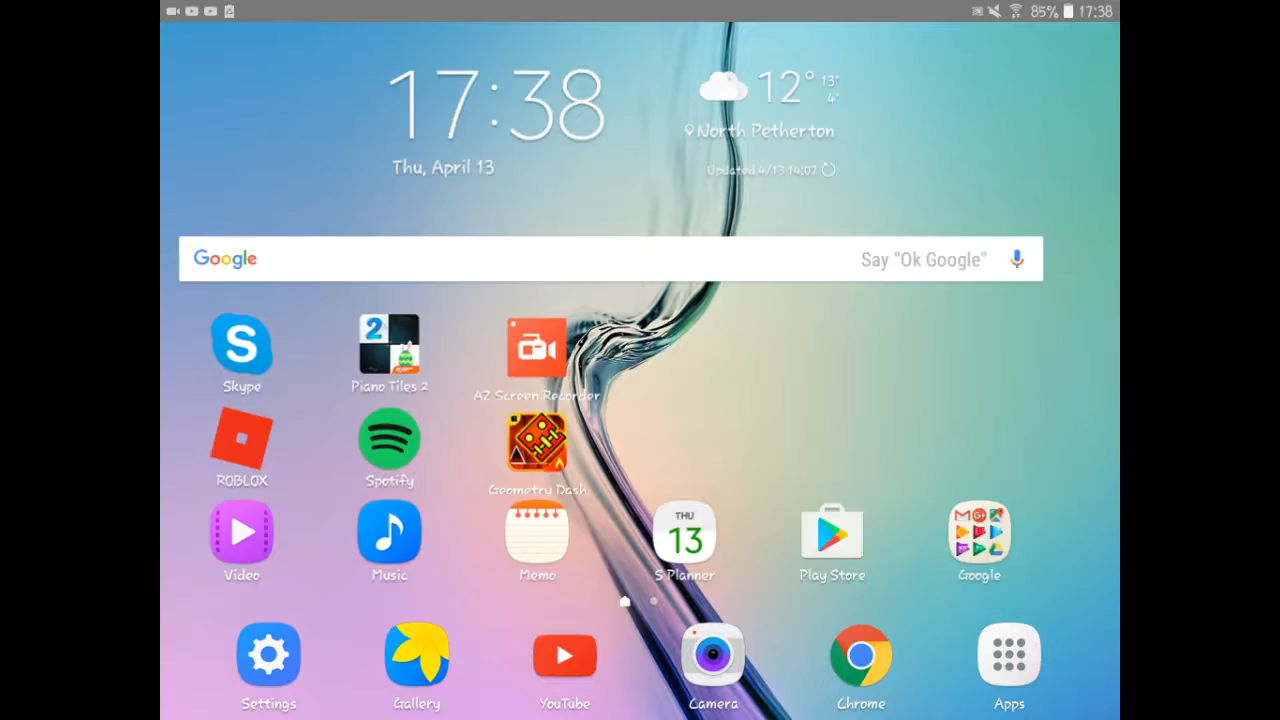 85% 17:38
17:38
12° 13°
4°
North Petherton
Thu, April 13
Updated 4/13 14:07
Google Say "Ok Google"
S
2
Skype Piano Tiles 2 AZ Screen Recorder
ROBLOX Spotify Geometry Dash
THU
13
Video Music Memo S Planner Play Store Google
Settings Gallery YouTube Camera Chrome Apps